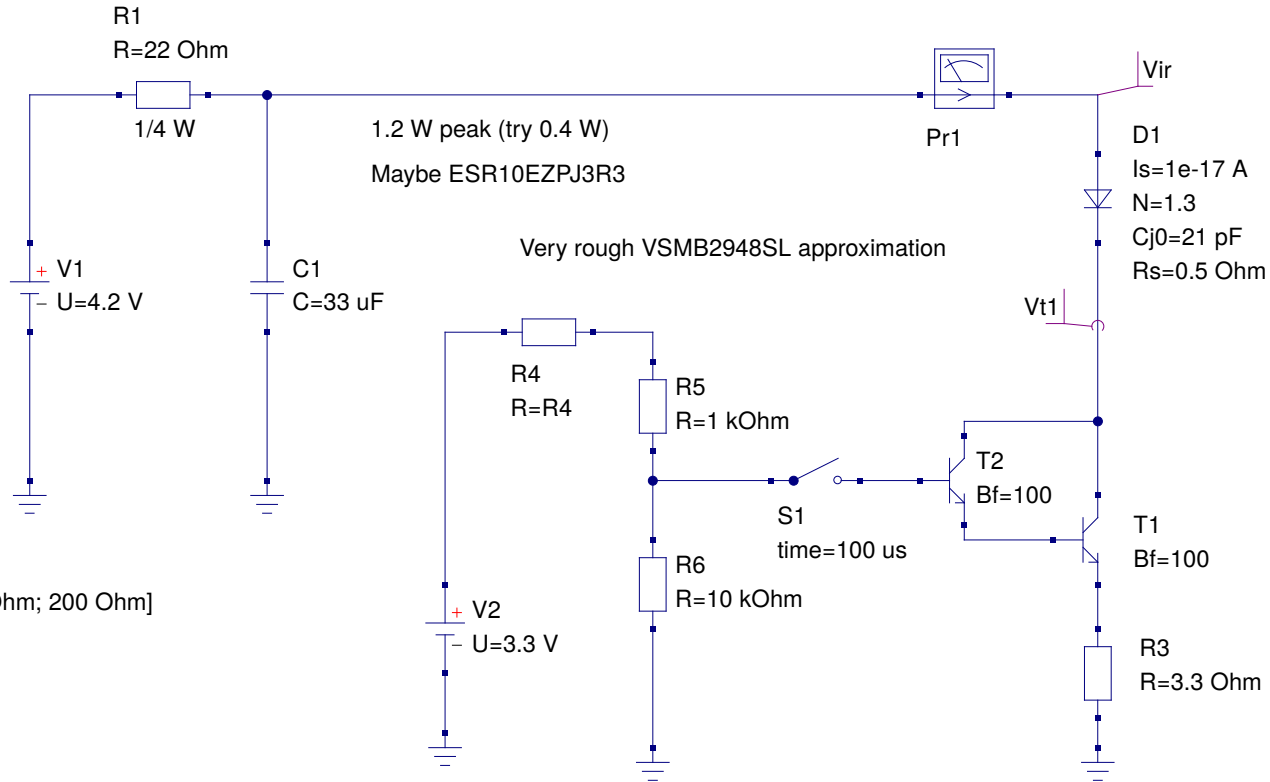 R1
R=22 Ohm
1/4 W
1.2 W peak (try 0.4 W)
Maybe ESR10EZPJ3R3
Pr1
Vir
D1
Is=1e-17 A
N=1.3
Cj0=21 pF
Rs=0.5 Ohm
Very rough VSMB2948SL approximation
+ V1
– U=4.2 V
C1
C=33 uF
Vt1
R4
R=R4
R5
R=1 kOhm
T2
Bf=100
S1
time=100 us
T1
Bf=100
R6
R=10 kOhm
hm; 200 Ohm]
+ V2
– U=3.3 V
R3
R=3.3 Ohm